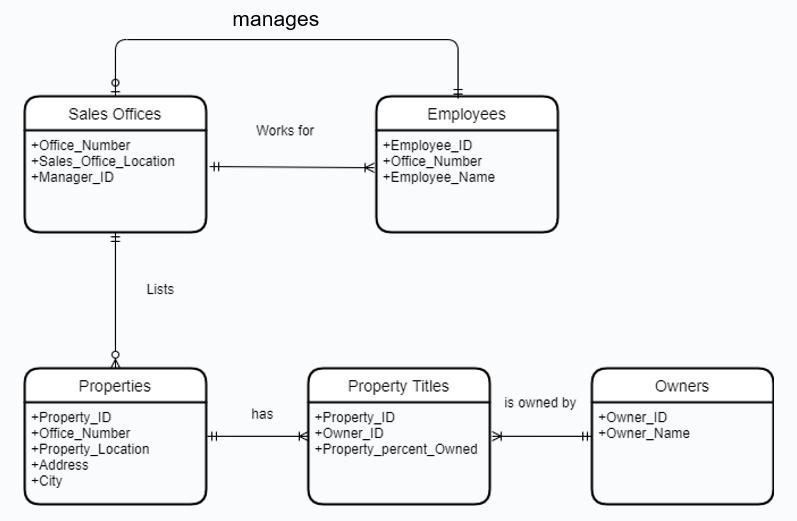 manages
Sales Offices
+Office_Number
+Sales_Office_Location
+Manager_ID
Works for
Employees
+Employee_ID
+Office_Number
+Employee_Name
Lists
Properties
+Property_ID
+Office_Number
+Property_Location
+Address
+City
has
Property Titles
+Property_ID
+Owner_ID
+Property_percent_Owned
is owned by
Owners
+Owner_ID
+Owner_Name